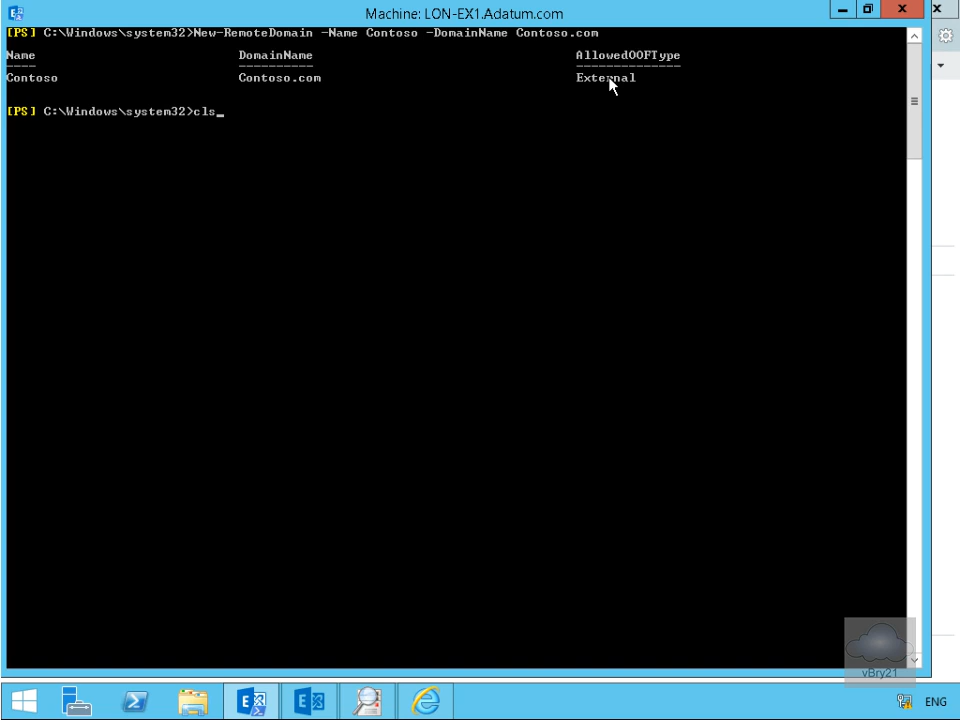 Machine: LON-EX1.Adatum.com
[PS] C:\Windows\system32>New-RemoteDomain -Name Contoso -DomainName Contoso.com
Name DomainName AllowedOOFType
---- ---------- --------------
Contoso Contoso.com External
[PS] C:\Windows\system32>cls_
vBry21
ENG